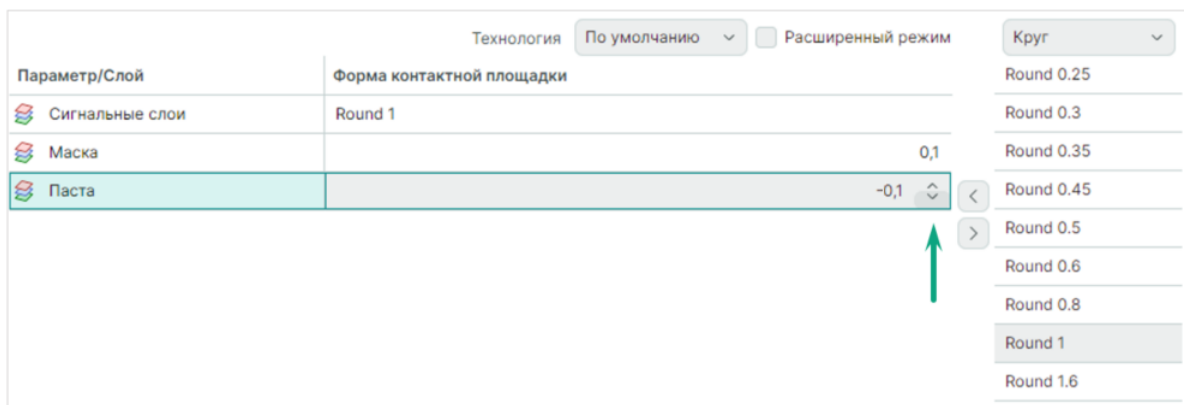 Технология По умолчанию Расширенный режим Круг
Параметр/Слой Форма контактной площадки Round 0.25
Сигнальные слои Round 1 Round 0.3
Маска 0,1 Round 0.35
Паста -0,1 Round 0.45
Round 0.5
Round 0.6
Round 0.8
Round 1
Round 1.6